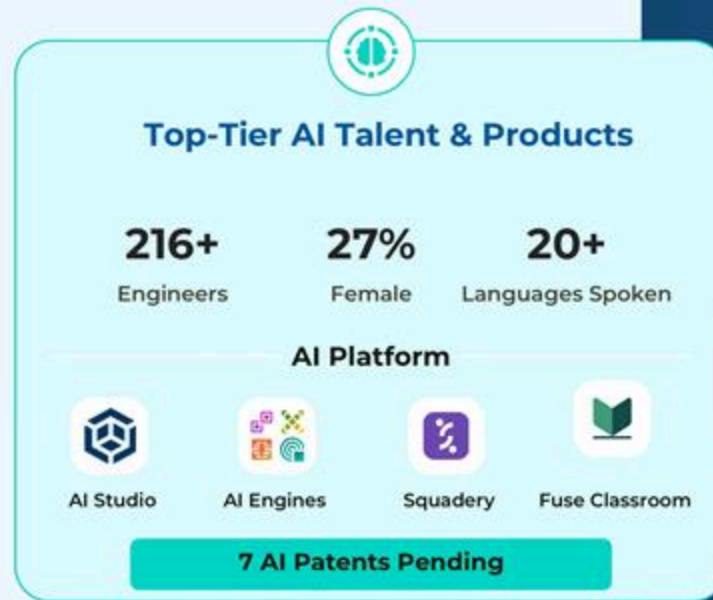 Top-Tier AI Talent & Products
216+ 27% 20+
Engineers Female Languages Spoken
AI Platform
AI Studio AI Engines Squadery Fuse Classroom
7 AI Patents Pending